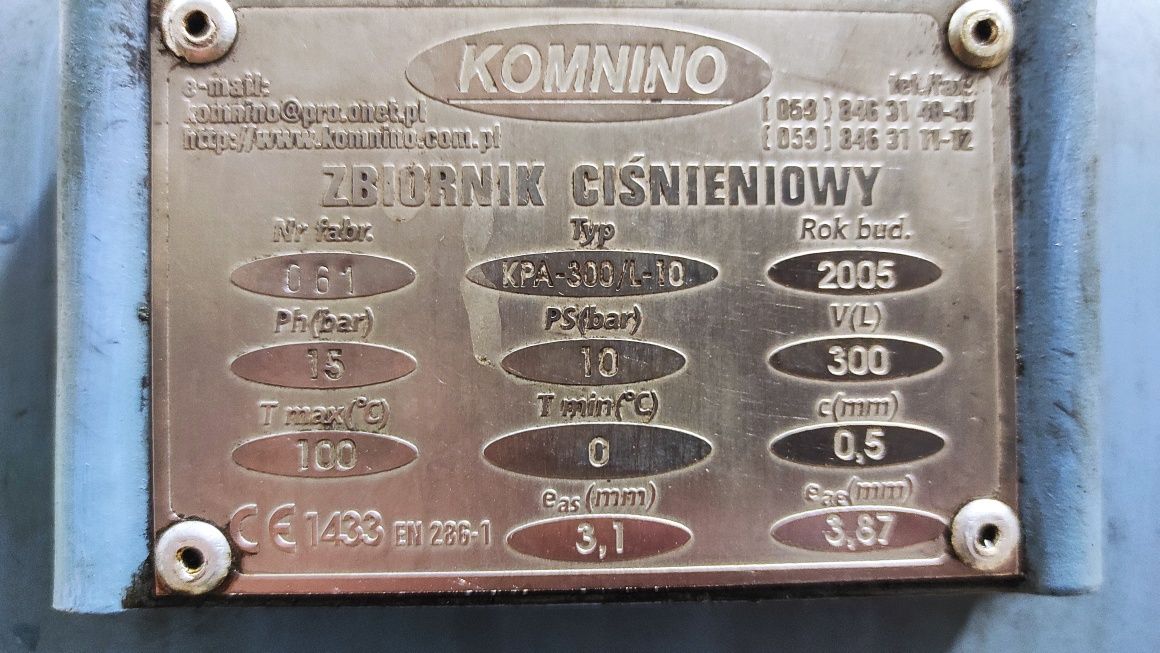 KOMNINO
e-mail:
komnino@pro.onet.pl
http://www.komnino.com.pl
tel./fax:
(059) 846 31 40-41
(059) 846 31 11-12
ZBIORNIK CIŚNIENIOWY
Nr fabr. Typ Rok bud.
061 KPA-300/L-10 2005
Ph(bar) PS(bar) V(L)
15 10 300
T max(°C) T min(°C) c(mm)
100 0 0,5
eas(mm) eae(mm)
CE 1433 EN 286-1 3,1 3,87